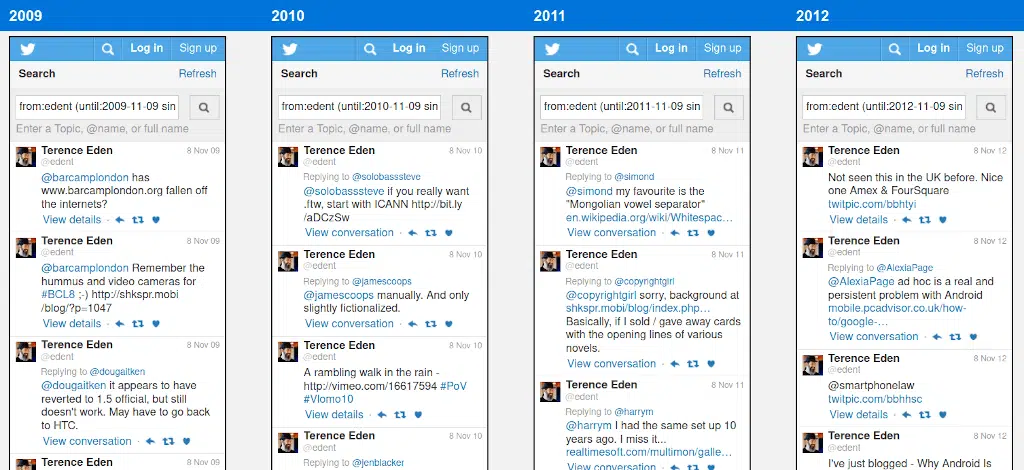 2009
Log in
Sign up
Search
Refresh
from:edent (until:2009-11-09 sin
Enter a Topic, @name, or full name
Terence Eden
8 Nov 09
@edent
@barcamplondon has
www.barcamplondon.org fallen off
the internets?
View details
Terence Eden
8 Nov 09
@edent
@barcamplondon Remember the
hummus and video cameras for
#BCL8 ;-) http://shkspr.mobi
/blog/?p=1047
View details
Terence Eden
8 Nov 09
@edent
Replying to @dougaitken
@dougaitken it appears to have
reverted to 1.5 official, but still
doesn't work. May have to go back
to HTC.
View conversation
Terence Eden
8 Nov 09
2010
Log in
Sign up
Search
Refresh
from:edent (until:2010-11-09 sin
Enter a Topic, @name, or full name
Terence Eden
8 Nov 10
@edent
Replying to @solobasssteve
@solobasssteve if you really want
.ftw, start with ICANN http://bit.ly
/aDCzSw
View conversation
Terence Eden
8 Nov 10
@edent
Replying to @jamescoops
@jamescoops manually. And only
slightly fictionalized.
View conversation
Terence Eden
8 Nov 10
@edent
A rambling walk in the rain -
http://vimeo.com/16617594 #PoV
#Vlomo10
View details
Terence Eden
8 Nov 10
@edent
Replying to @jenblacker
2011
Log in
Sign up
Search
Refresh
from:edent (until:2011-11-09 sin
Enter a Topic, @name, or full name
Terence Eden
8 Nov 11
@edent
Replying to @simond
@simond my favourite is the
"Mongolian vowel separator"
en.wikipedia.org/wiki/Whitespac…
View conversation
Terence Eden
8 Nov 11
@edent
Replying to @copyrightgirl
@copyrightgirl sorry, background at
shkspr.mobi/blog/index.php…
Basically, if I sold / gave away cards
with the opening lines of various
novels.
View conversation
Terence Eden
8 Nov 11
@edent
Replying to @harrym
@harrym I had the same set up 10
years ago. I miss it...
realtimesoft.com/multimon/galle…
View conversation
2012
Log in
Sign up
Search
Refresh
from:edent (until:2012-11-09 sin
Enter a Topic, @name, or full name
Terence Eden
8 Nov 12
@edent
Not seen this in the UK before. Nice
one Amex & FourSquare
twitpic.com/bbhtyi
View details
Terence Eden
8 Nov 12
@edent
Replying to @AlexiaPage
@AlexiaPage ad hoc is a real and
persistent problem with Android
mobile.pcadvisor.co.uk/how-
to/google-…
View conversation
Terence Eden
8 Nov 12
@edent
@smartphonelaw
twitpic.com/bbhhsc
View details
Terence Eden
8 Nov 12
@edent
I've just blogged - Why Android Is